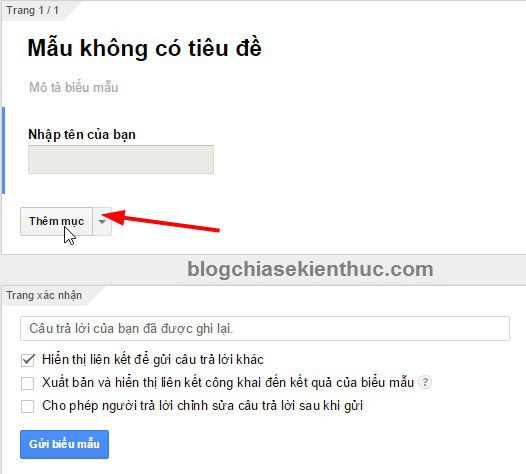 Trang 1 / 1
Mẫu không có tiêu đề
Mô tả biểu mẫu
Nhập tên của bạn
Thêm mục
blogchiasekienthuc.com
Trang xác nhận
Câu trả lời của bạn đã được ghi lại.
Hiển thị liên kết để gửi câu trả lời khác
Xuất bản và hiển thị liên kết công khai đến kết quả của biểu mẫu ?
Cho phép người trả lời chỉnh sửa câu trả lời sau khi gửi
Gửi biểu mẫu